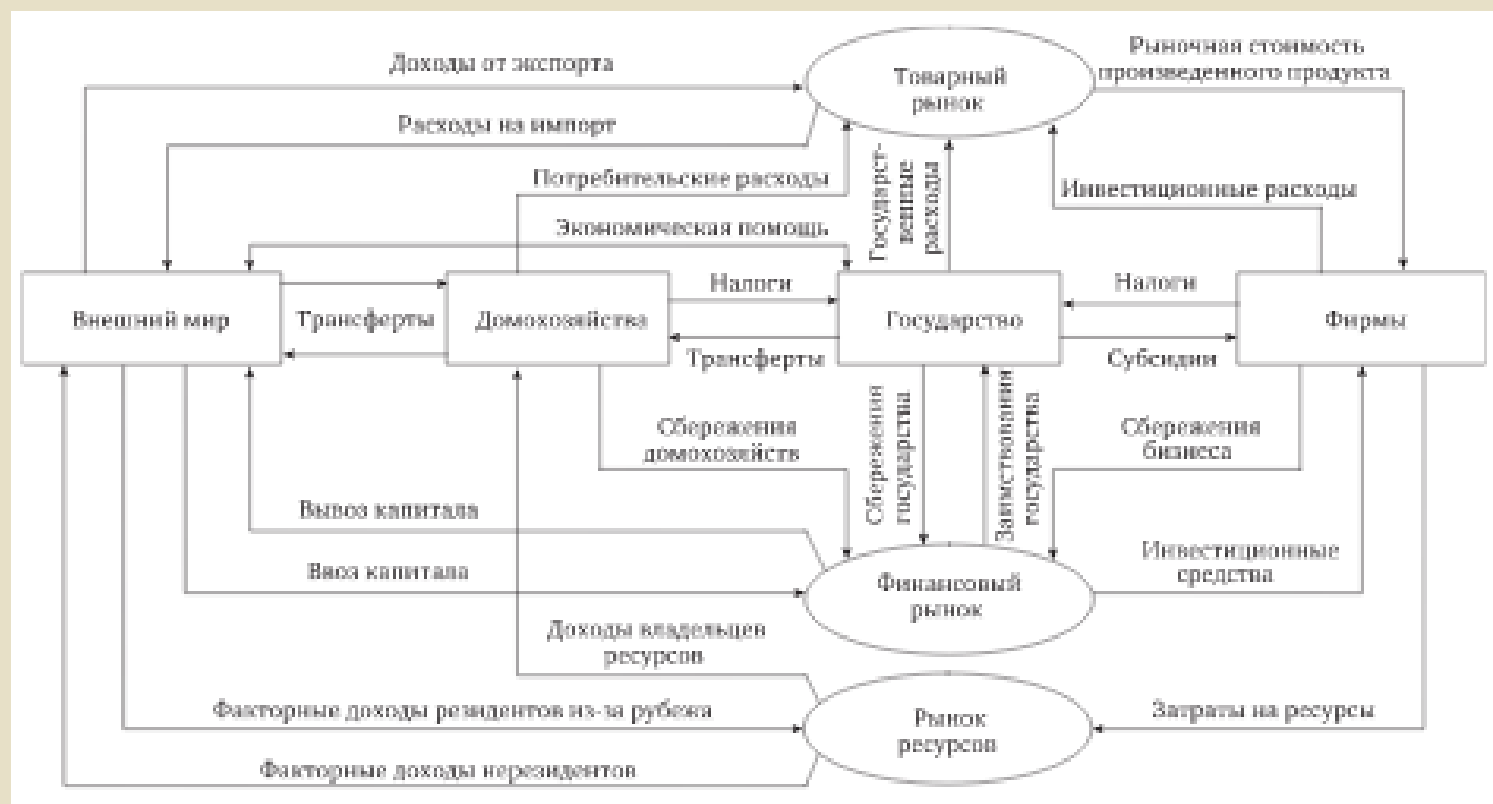 Доходы от экспорта
Товарный
рынок
Рыночная стоимость
произведенного продукта
Расходы на импорт
Потребительские расходы
Государст-
венные
расходы
Инвестиционные расходы
Экономическая помощь
Внешний мир
Трансферты
Домохозяйства
Налоги
Трансферты
Государство
Налоги
Субсидии
Фирмы
Сбережения
домохозяйств
Сбережения
государства
Заимствования
государства
Сбережения
бизнеса
Вывоз капитала
Ввоз капитала
Финансовый
рынок
Инвестиционные
средства
Доходы владельцев
ресурсов
Факторные доходы резидентов из-за рубежа
Рынок
ресурсов
Затраты на ресурсы
Факторные доходы нерезидентов